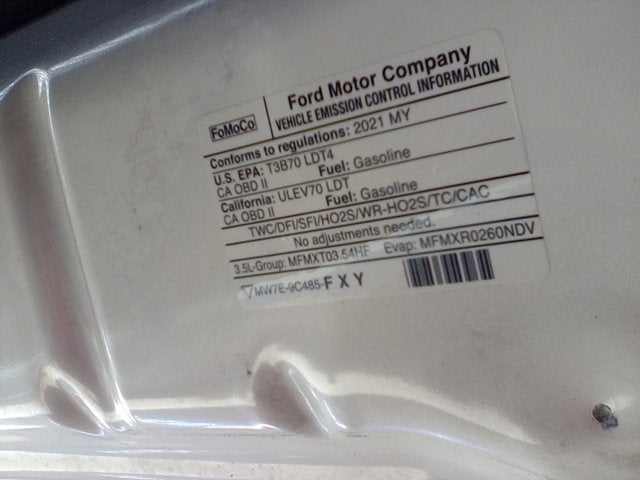 FoMoCo
Ford Motor Company
VEHICLE EMISSION CONTROL INFORMATION
Conforms to regulations: 2021 MY
U.S. EPA: T3B70 LDT4
CA OBD II Fuel: Gasoline
California: ULEV70 LDT
CA OBD II Fuel: Gasoline
TWC/DFI/SFI/HO2S/WR-HO2S/TC/CAC
No adjustments needed.
3.5L-Group: MFMXT03.54HF Evap: MFMXR0260NDV
MW7E-9C485-FXY